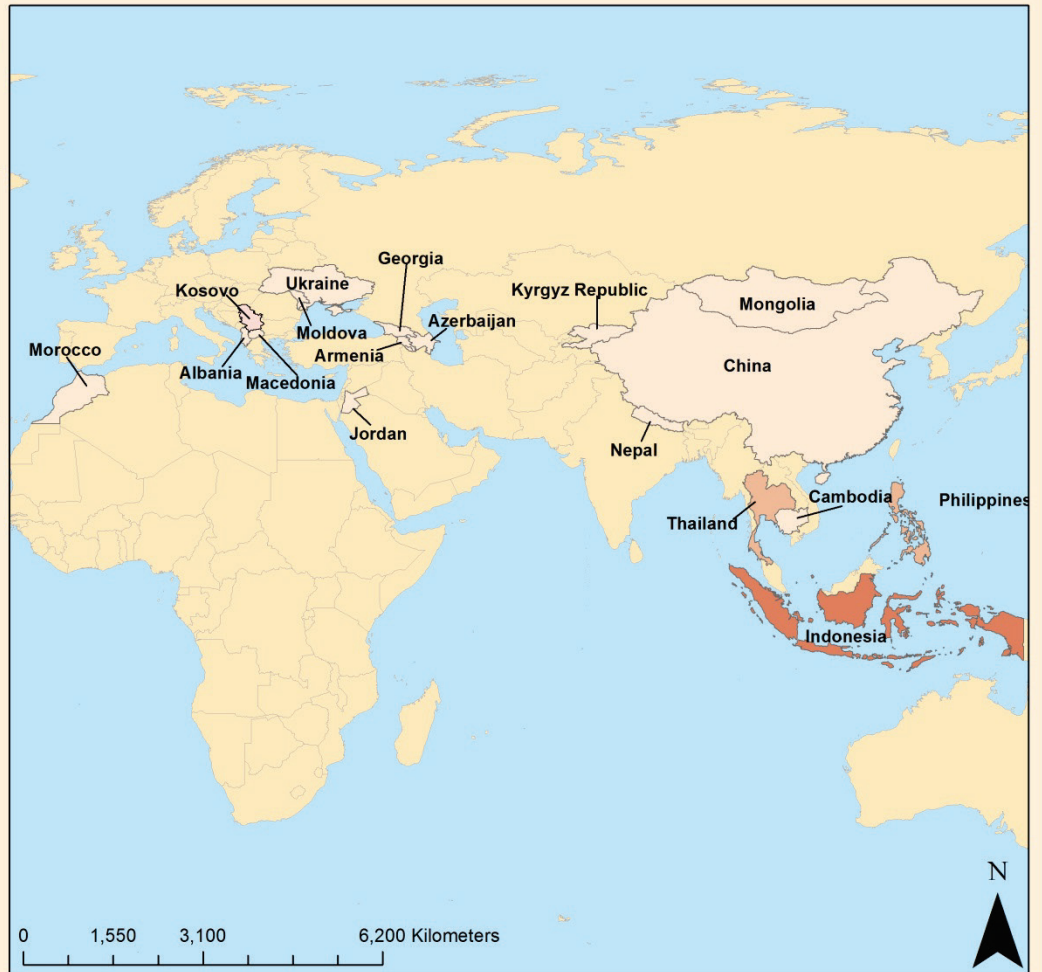 Georgia
Kosovo
Ukraine
Kyrgyz Republic
Mongolia
Moldova
Azerbaijan
Morocco
Armenia
Albania
Macedonia
China
Jordan
Nepal
Cambodia
Philippines
Thailand
Indonesia
N
0 1,550 3,100 6,200 Kilometers